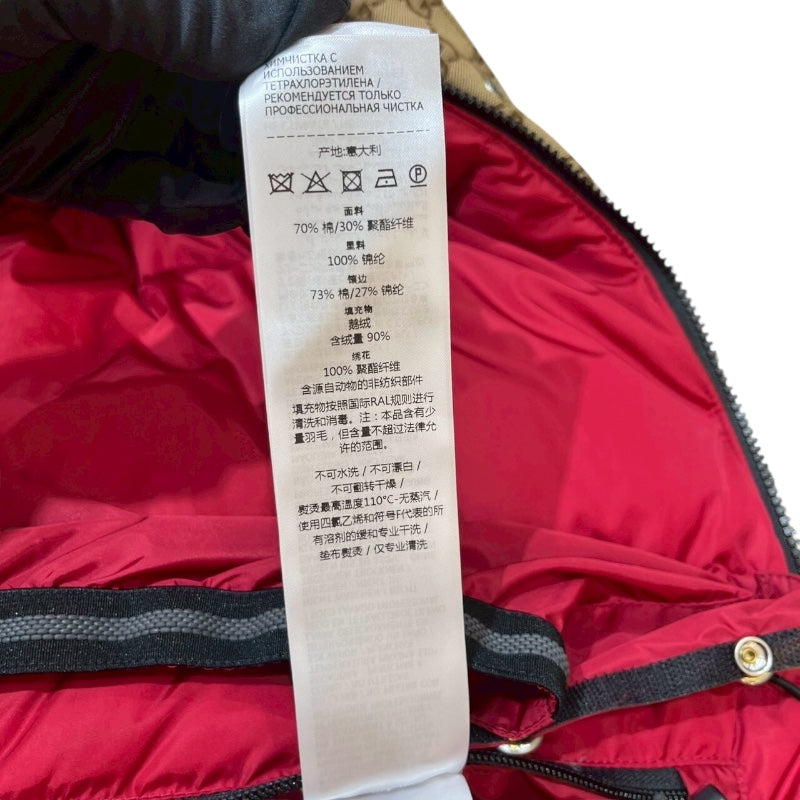 ХИМЧИСТКА С
ИСПОЛЬЗОВАНИЕМ
ТЕТРАХЛОРЭТИЛЕНА /
РЕКОМЕНДУЕТСЯ ТОЛЬКО
ПРОФЕССИОНАЛЬНАЯ ЧИСТКА
产地:意大利
P
面料
70% 棉/30% 聚酯纤维
里料
100% 锦纶
镶边
73% 棉/27% 锦纶
填充物
鹅绒
含绒量 90%
绣花
100% 聚酯纤维
含源自动物的非纺织部件
填充物按照国际RAL规则进行
清洗和消毒。注：本品含有少
量羽毛，但含量不超过法律允
许的范围。
不可水洗 / 不可漂白 /
不可翻转干燥 /
熨烫最高温度110°C-无蒸汽 /
使用四氯乙烯和符号F代表的所
有溶剂的缓和专业干洗 /
垫布熨烫 / 仅专业清洗